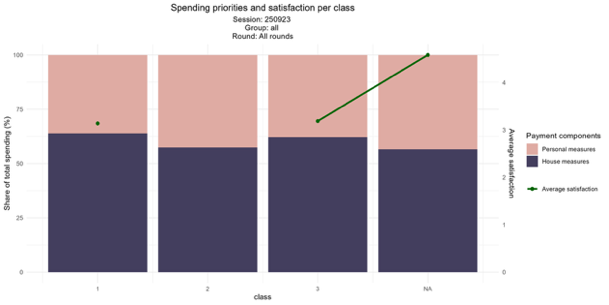 Spending priorities and satisfaction per class
Session: 250923
Group: all
Round: All rounds
Share of total spending (%)
100
75
50
25
0
4
3
2
1
0
Average satisfaction
1
2
3
NA
class
Payment components
Personal measures
House measures
Average satisfaction